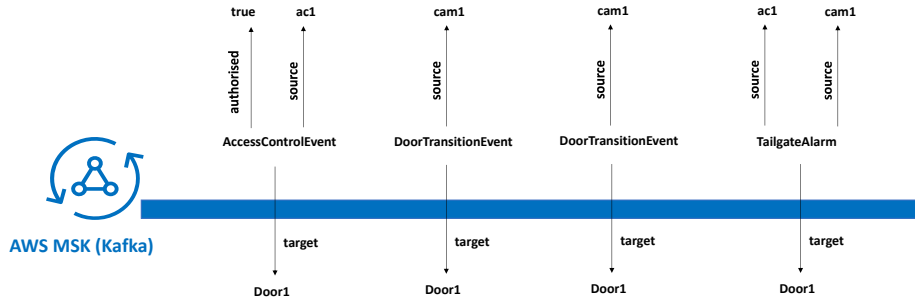 true ac1 cam1 cam1 ac1 cam1
authorised source source source source source
AccessControlEvent DoorTransitionEvent DoorTransitionEvent TailgateAlarm
AWS MSK (Kafka)
target target target target
Door1 Door1 Door1 Door1